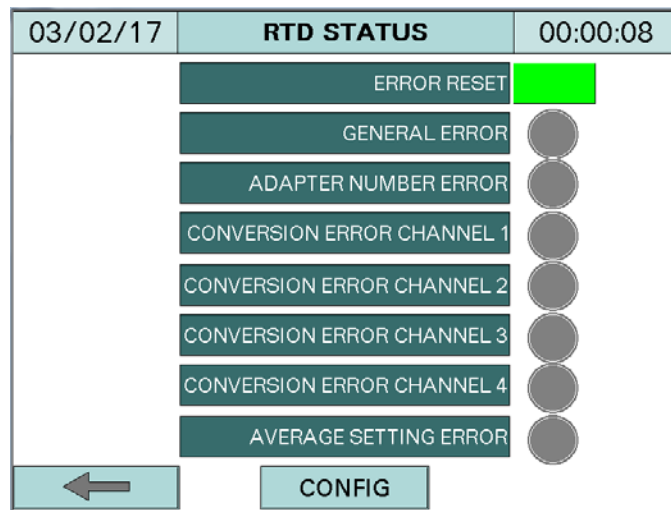 03/02/17 RTD STATUS 00:00:08
ERROR RESET
GENERAL ERROR
ADAPTER NUMBER ERROR
CONVERSION ERROR CHANNEL 1
CONVERSION ERROR CHANNEL 2
CONVERSION ERROR CHANNEL 3
CONVERSION ERROR CHANNEL 4
AVERAGE SETTING ERROR
CONFIG